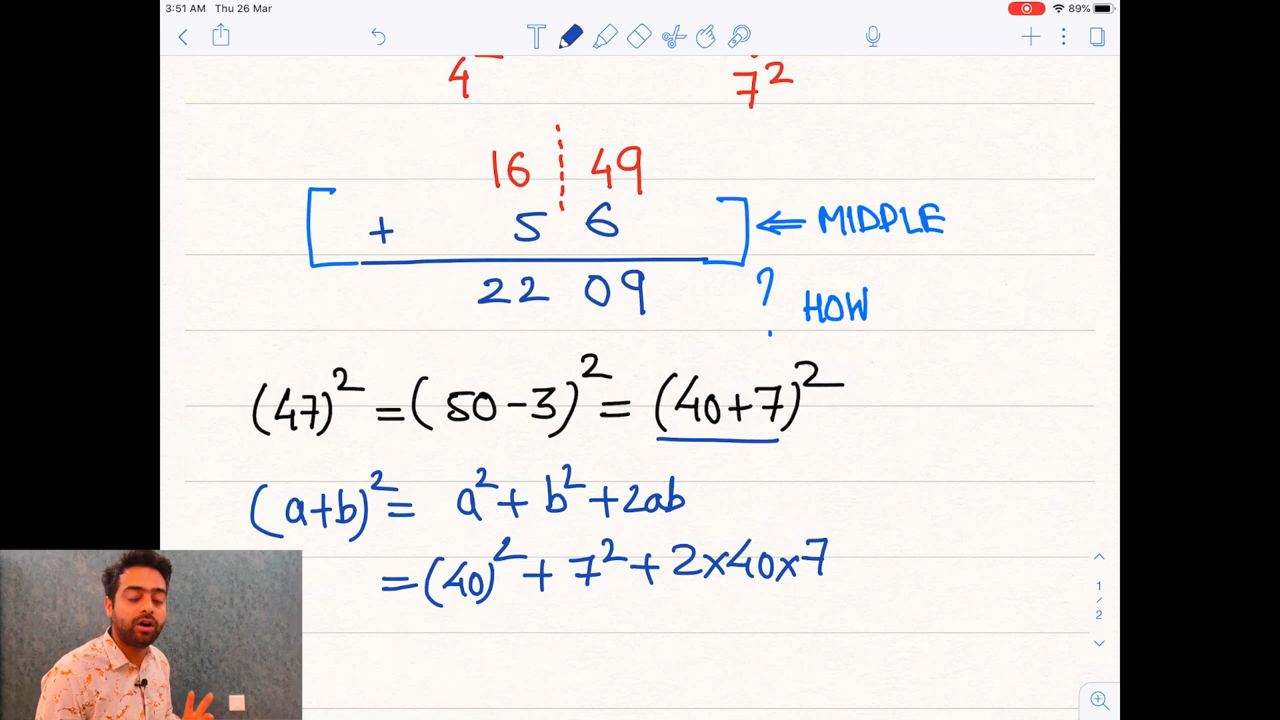 3:51 AM Thu 26 Mar 89%
T
4 7²
16 49
+ 5 6 ⇐ MIDDLE
22 09 ? HOW
(47)² = (50-3)² = (40+7)²
(a+b)² = a² + b² + 2ab
= (40)² + 7² + 2×40×7
1
/
2